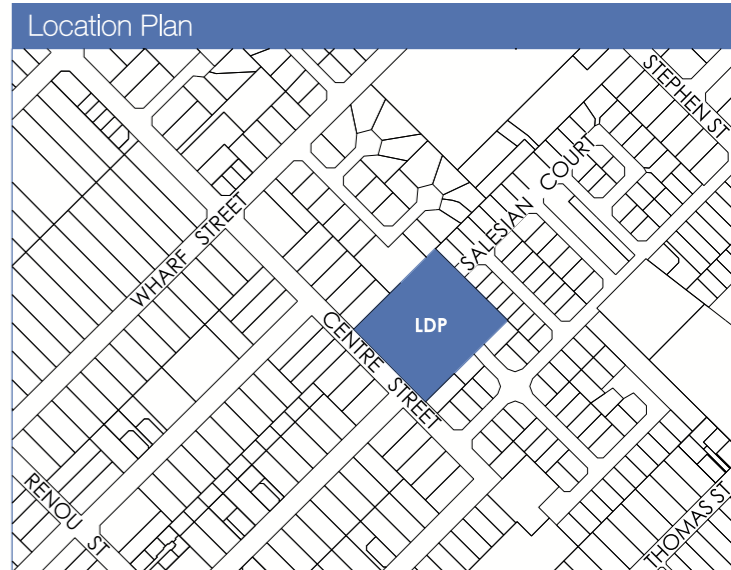 Location Plan
STEPHEN ST
SALESIAN COURT
WHARF STREET
LDP
CENTRE STREET
RENOU ST
THOMAS ST